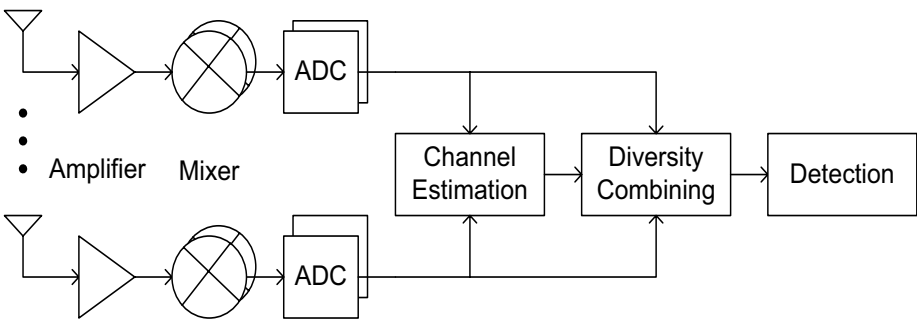 ADC
Channel
Estimation
Diversity
Combining
Detection
Amplifier
Mixer
ADC